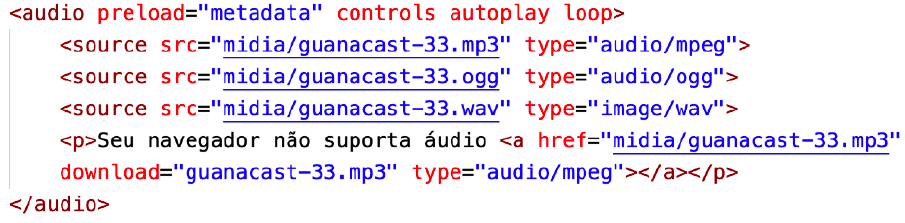 <audio preload="metadata" controls autoplay loop>
<source src="midia/guanacast-33.mp3" type="audio/mpeg">
<source src="midia/guanacast-33.ogg" type="audio/ogg">
<source src="midia/guanacast-33.wav" type="image/wav">
<p>Seu navegador não suporta áudio <a href="midia/guanacast-33.mp3"
download="guanacast-33.mp3" type="audio/mpeg"></a></p>
</audio>